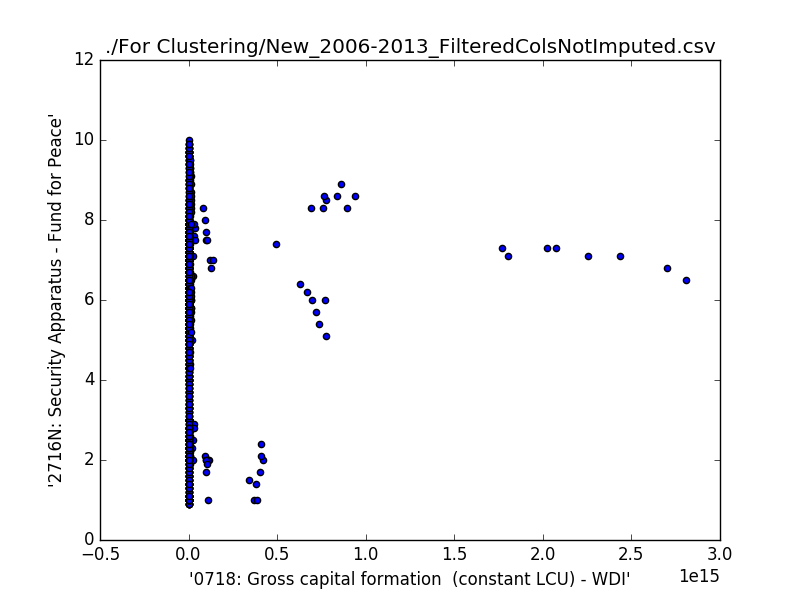 ./For Clustering/New_2006-2013_FilteredColsNotImputed.csv
12
10
8
6
4
2
0
'2716N: Security Apparatus - Fund for Peace'
−0.5 0.0 0.5 1.0 1.5 2.0 2.5 3.0
1e15
'0718: Gross capital formation  (constant LCU) - WDI'